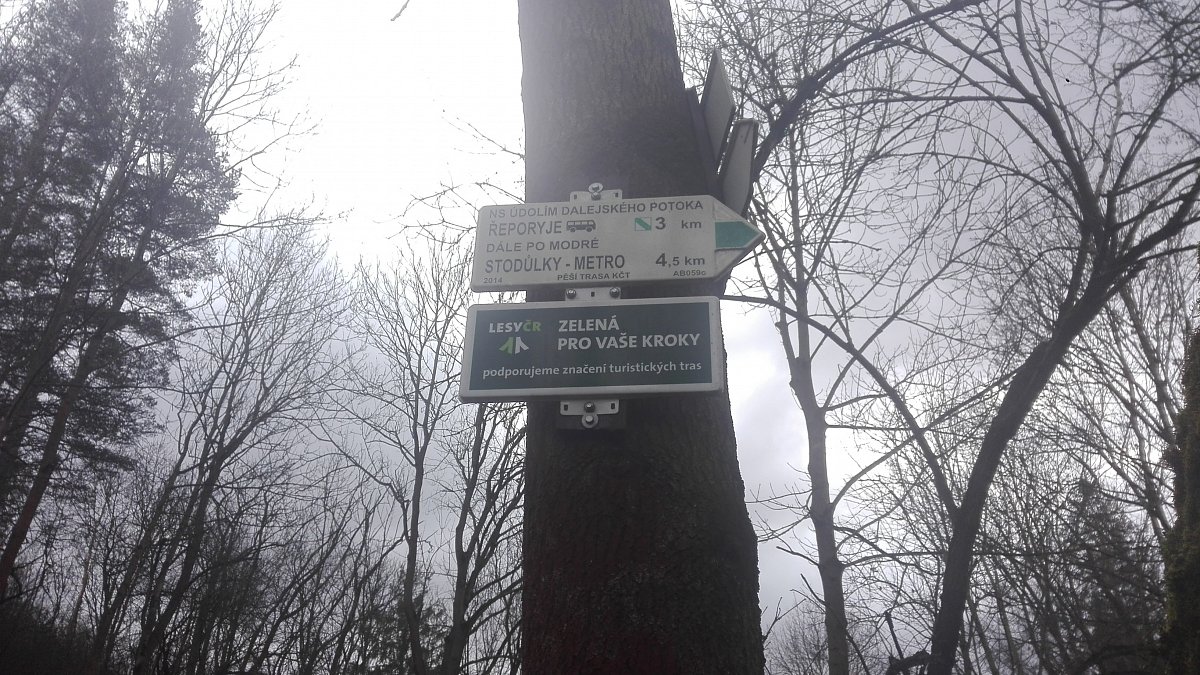 NS ÚDOLÍM DALEJSKÉHO POTOKA
ŘEPORYJE 3 km
DÁLE PO MODRÉ
STODŮLKY - METRO 4,5 km
2014 PĚŠÍ TRASA KČT AB059c
LESYČR ZELENÁ
PRO VAŠE KROKY
podporujeme značení turistických tras